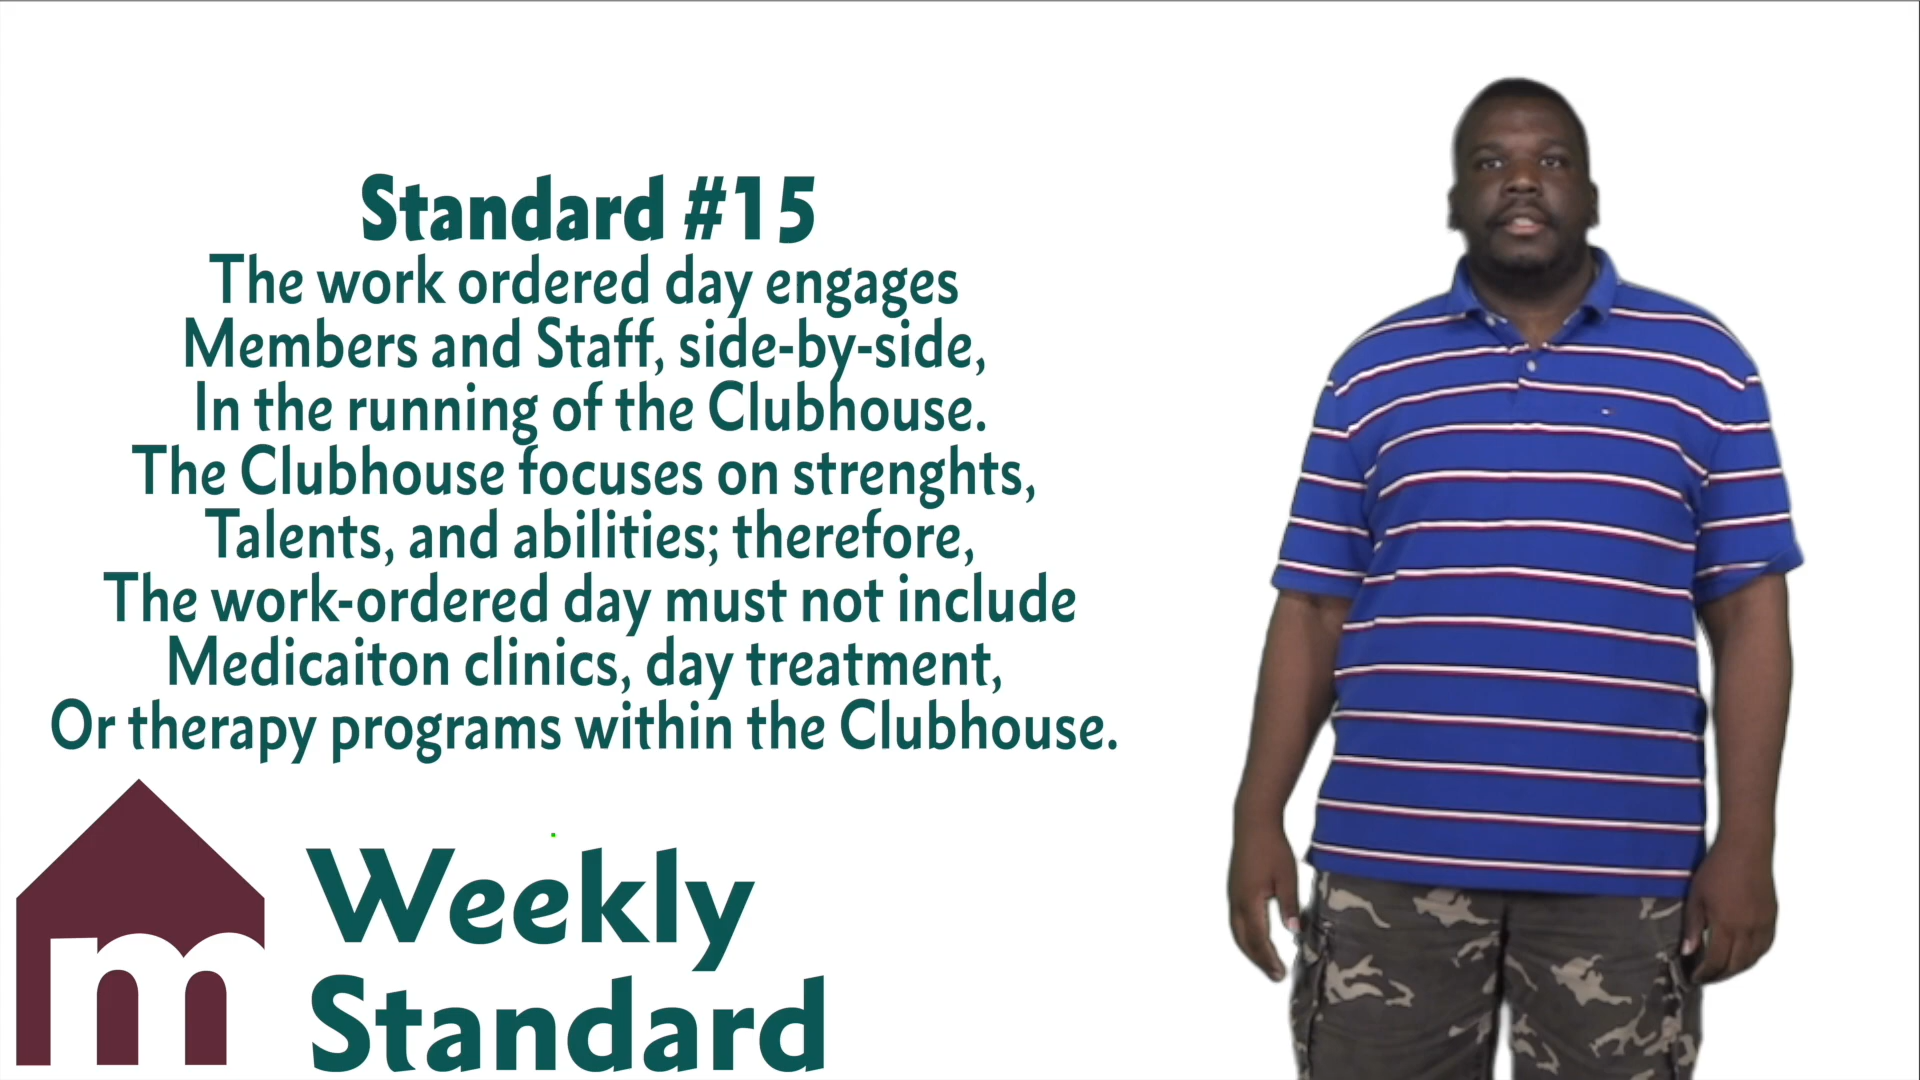 Standard #15
The work ordered day engages
Members and Staff, side-by-side,
In the running of the Clubhouse.
The Clubhouse focuses on strenghts,
Talents, and abilities; therefore,
The work-ordered day must not include
Medicaiton clinics, day treatment,
Or therapy programs within the Clubhouse.
m
Weekly
Standard